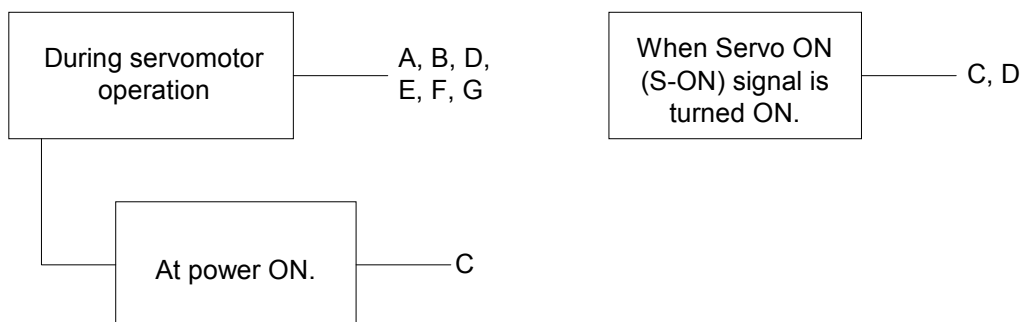 During servomotor
operation
A, B, D,
E, F, G
When Servo ON
(S-ON) signal is
turned ON.
C, D
At power ON.
C